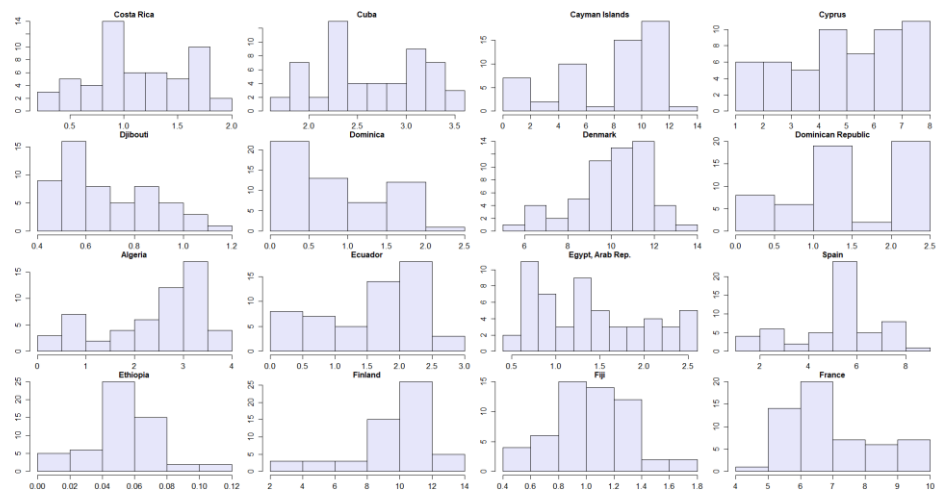 Costa Rica
0 2 4 6 8 10 14
0.5 1.0 1.5 2.0
Cuba
0 2 4 6 8 10
2.0 2.5 3.0 3.5
Cayman Islands
0 5 10 15
0 2 4 6 8 10 12 14
Cyprus
0 2 4 6 8 10
1 2 3 4 5 6 7 8
Djibouti
0 5 10 15
0.4 0.6 0.8 1.0 1.2
Dominica
0 5 10 15 20
0.0 0.5 1.0 1.5 2.0 2.5
Denmark
0 2 4 6 8 10 14
6 8 10 12 14
Dominican Republic
0 5 10 15 20
0.0 0.5 1.0 1.5 2.0 2.5
Algeria
0 5 10 15
0 1 2 3 4
Ecuador
0 5 10 15
0.0 0.5 1.0 1.5 2.0 2.5 3.0
Egypt, Arab Rep.
0 2 4 6 8 10
0.5 1.0 1.5 2.0 2.5
Spain
0 5 10 15 20
2 4 6 8
Ethiopia
0 5 10 15 20 25
0.00 0.02 0.04 0.06 0.08 0.10 0.12
Finland
0 5 10 15 20 25
2 4 6 8 10 12 14
Fiji
0 5 10 15
0.4 0.6 0.8 1.0 1.2 1.4 1.6 1.8
France
0 5 10 15 20
4 5 6 7 8 9 10